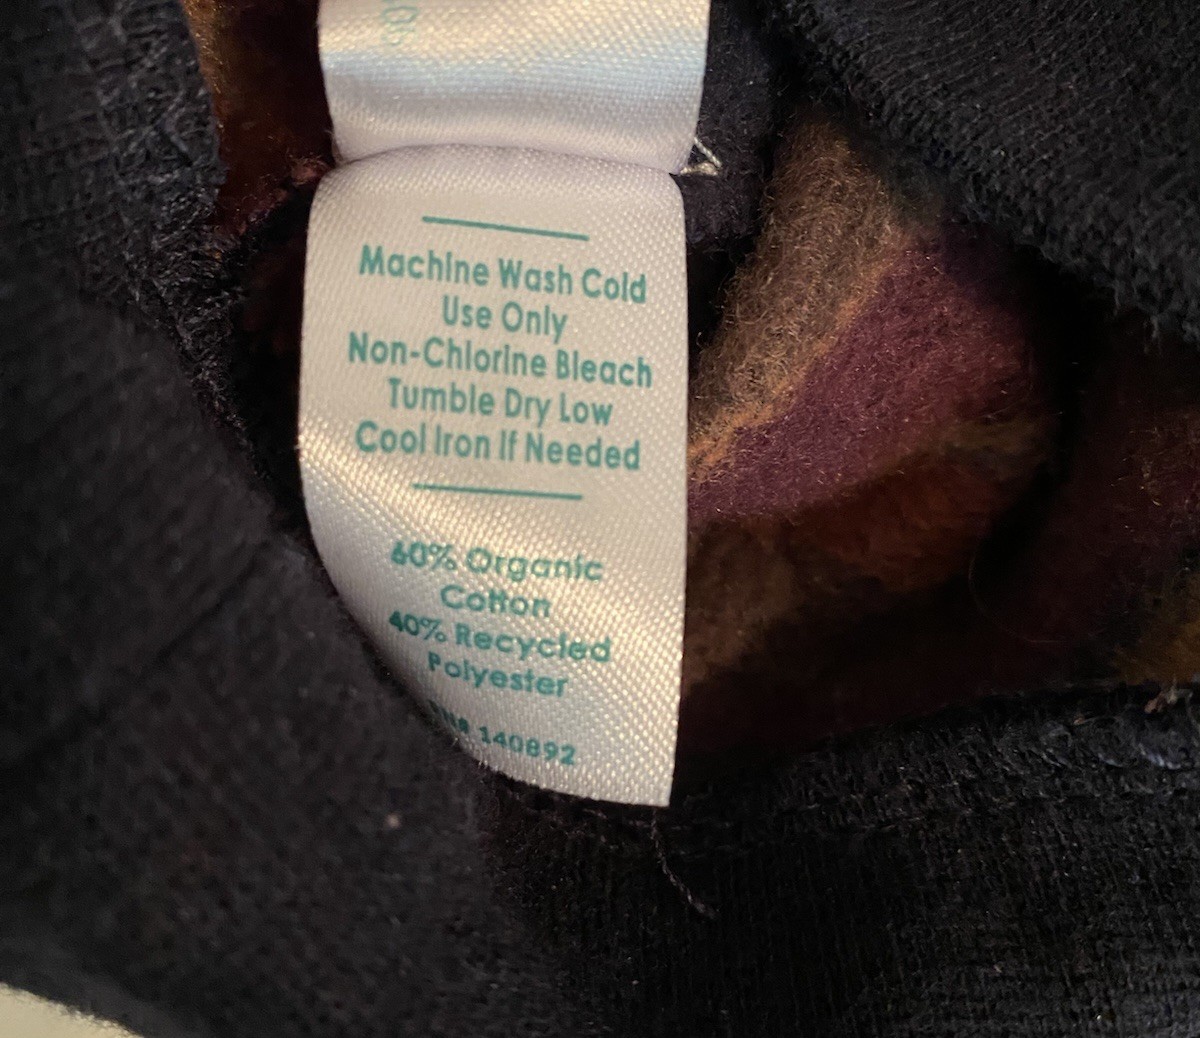 Machine Wash Cold
Use Only
Non-Chlorine Bleach
Tumble Dry Low
Cool Iron If Needed
60% Organic
Cotton
40% Recycled
Polyester
140892